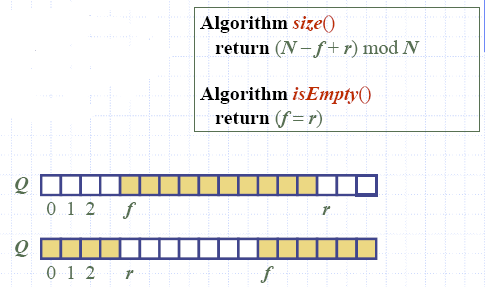 Algorithm size()
return (N − f + r) mod N
Algorithm isEmpty()
return (f = r)
Q
0 1 2 f r
Q
0 1 2 r f